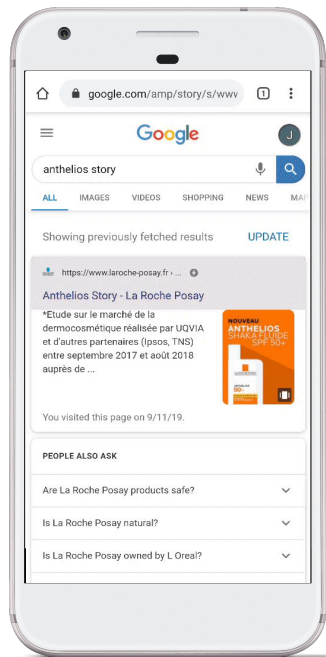 google.com/amp/story/s/www
1
Google
J
anthelios story
ALL IMAGES VIDEOS SHOPPING NEWS MA
Showing previously fetched results UPDATE
https://www.laroche-posay.fr › ...
Anthelios Story - La Roche Posay
*Etude sur le marché de la
dermocosmétique réalisée par UQVIA
et d'autres partenaires (Ipsos, TNS)
entre septembre 2017 et août 2018
auprès de ...
NOUVEAU
ANTHELIOS
SHAKA FLUIDE
SPF 50+
ANTHELIOS
50+
You visited this page on 9/11/19.
PEOPLE ALSO ASK
Are La Roche Posay products safe?
Is La Roche Posay natural?
Is La Roche Posay owned by L Oreal?